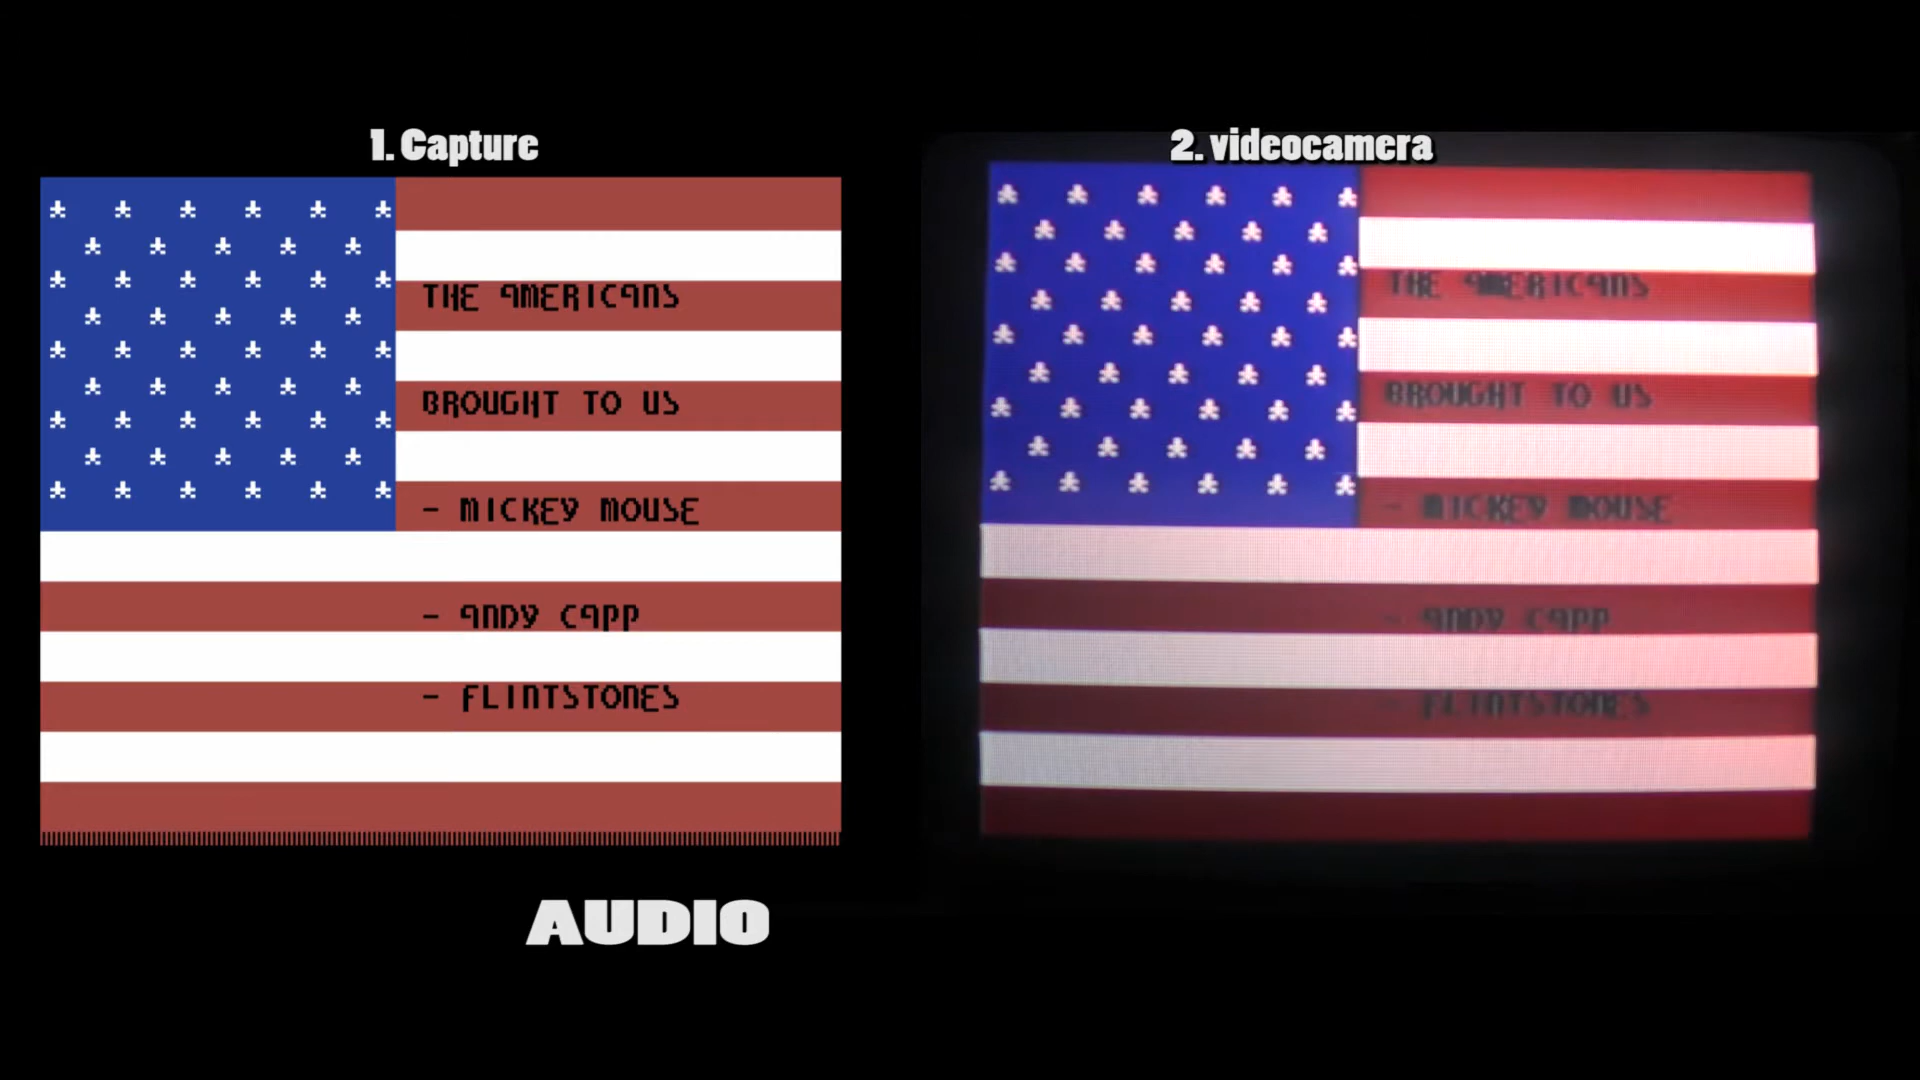 1. Capture
THE AMERICANS
BROUGHT TO US
- MICKEY MOUSE
- ANDY CAPP
- FLINTSTONES
2. videocamera
THE AMERICANS
BROUGHT TO US
- MICKEY MOUSE
- ANDY CAPP
- FLINTSTONES
AUDIO